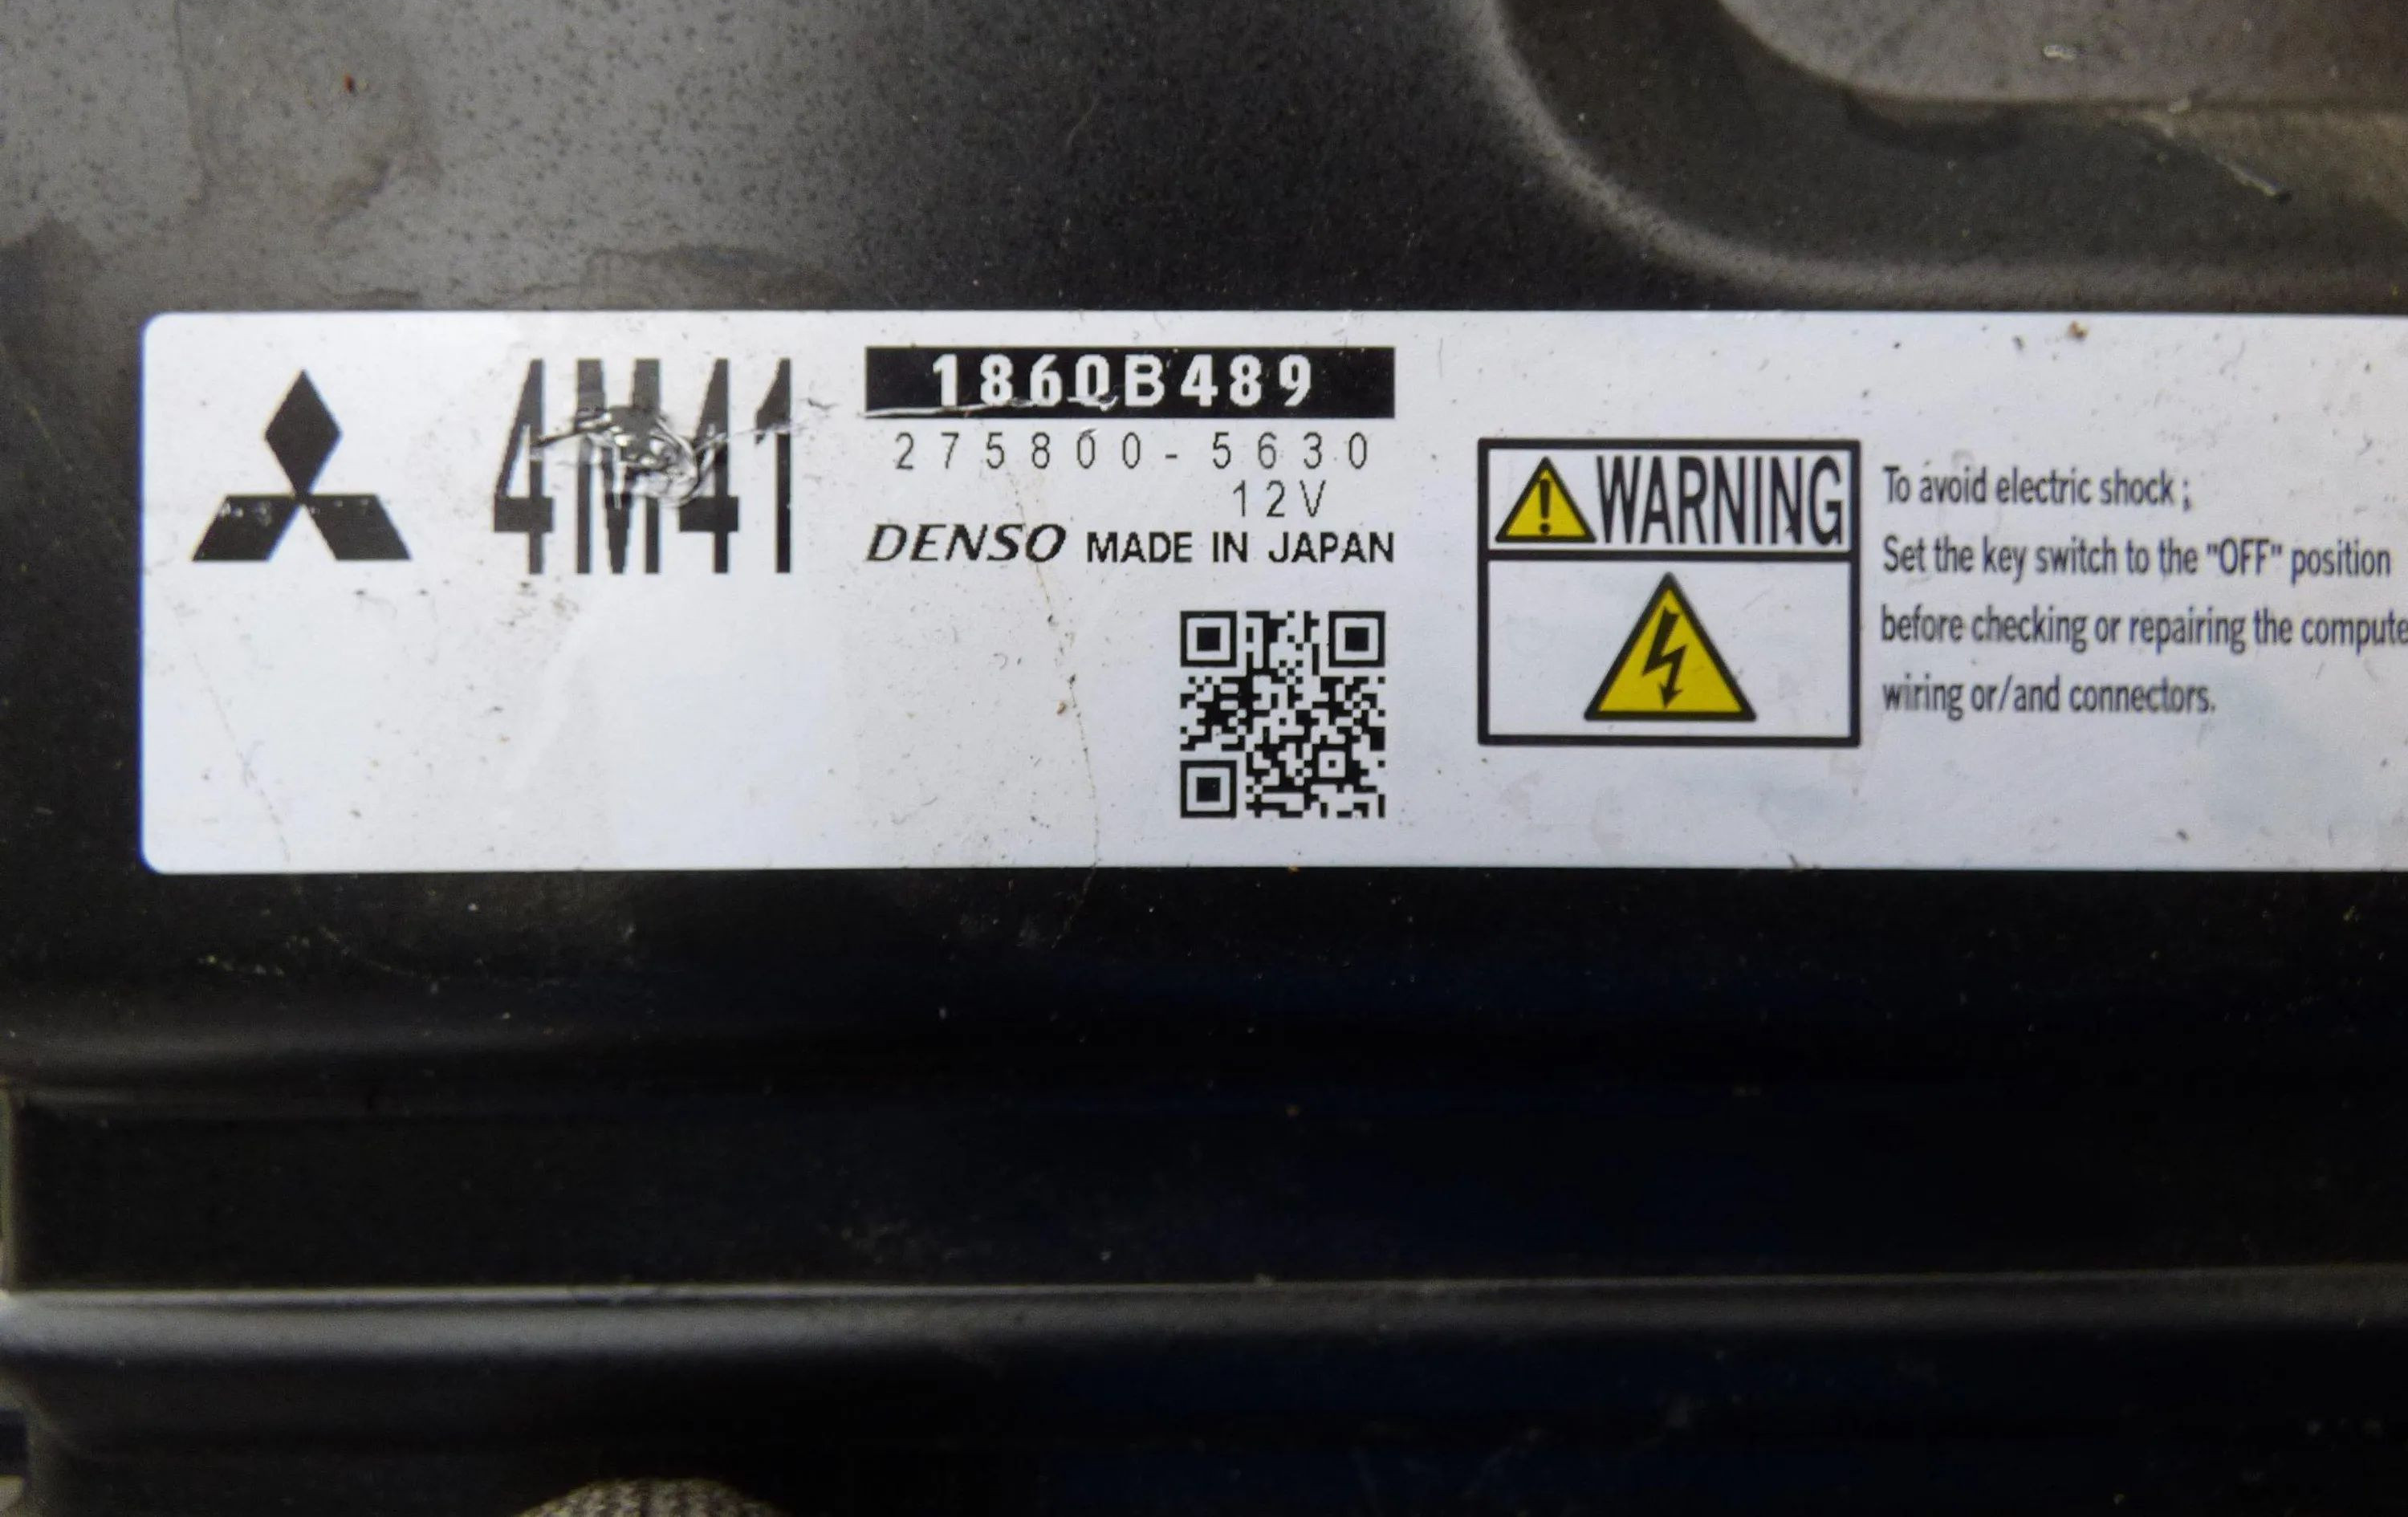 4M41
1860B489
275800-5630
12V
DENSO MADE IN JAPAN
WARNING
To avoid electric shock ;
Set the key switch to the "OFF" position
before checking or repairing the compute
wiring or/and connectors.